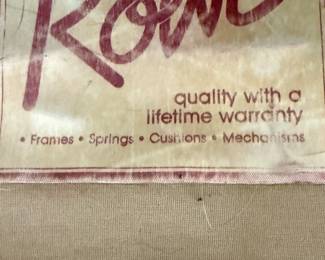 Rowe
quality with a
lifetime warranty
• Frames • Springs • Cushions • Mechanisms